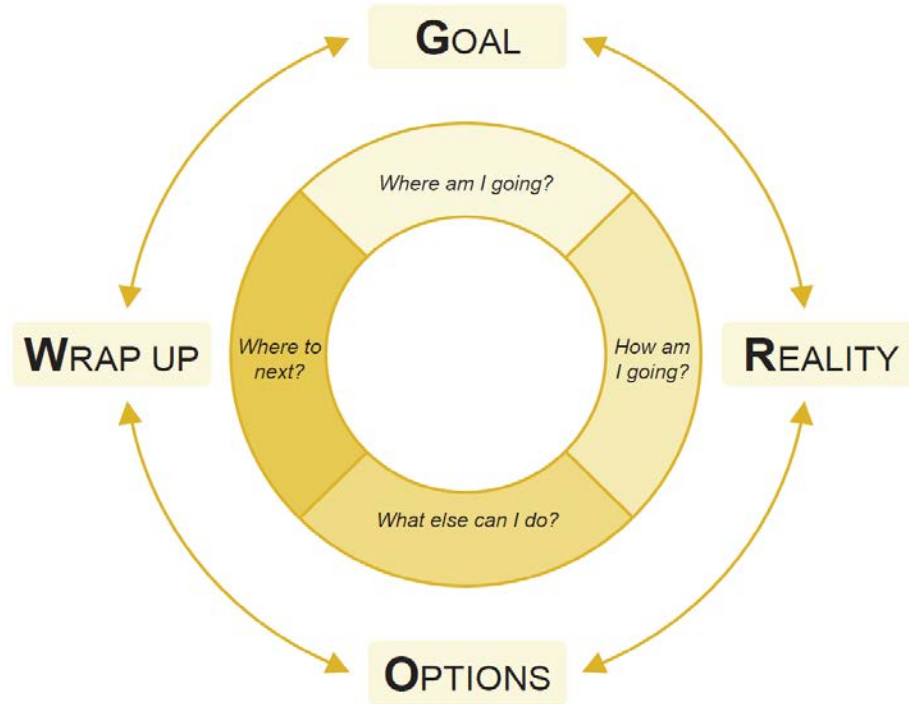 GOAL
Where am I going?
WRAP UP
Where to
next?
How am
I going?
REALITY
What else can I do?
OPTIONS